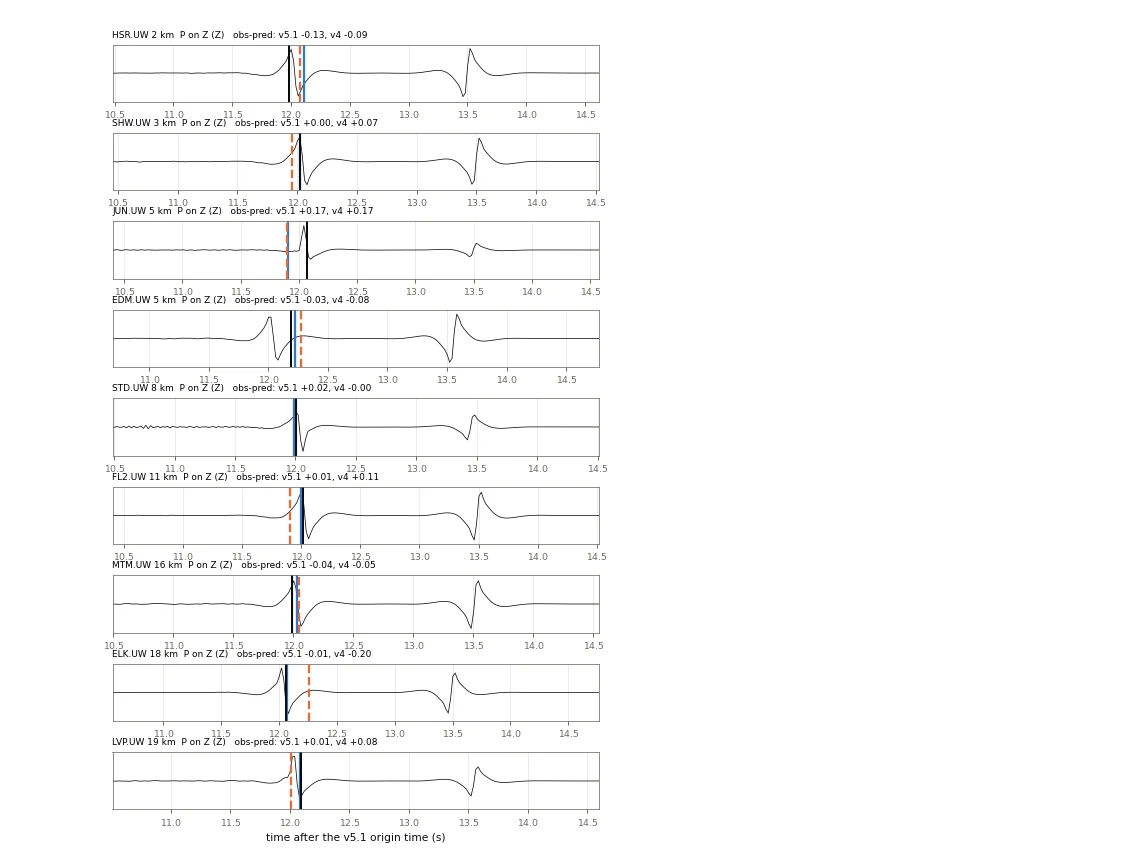 HSR.UW 2 km  P on Z (Z)   obs-pred: v5.1 -0.13, v4 -0.09
10.5 11.0 11.5 12.0 12.5 13.0 13.5 14.0 14.5
SHW.UW 3 km  P on Z (Z)   obs-pred: v5.1 +0.00, v4 +0.07
10.5 11.0 11.5 12.0 12.5 13.0 13.5 14.0 14.5
JUN.UW 5 km  P on Z (Z)   obs-pred: v5.1 +0.17, v4 +0.17
10.5 11.0 11.5 12.0 12.5 13.0 13.5 14.0 14.5
EDM.UW 5 km  P on Z (Z)   obs-pred: v5.1 -0.03, v4 -0.08
11.0 11.5 12.0 12.5 13.0 13.5 14.0 14.5
STD.UW 8 km  P on Z (Z)   obs-pred: v5.1 +0.02, v4 -0.00
10.5 11.0 11.5 12.0 12.5 13.0 13.5 14.0 14.5
FL2.UW 11 km  P on Z (Z)   obs-pred: v5.1 +0.01, v4 +0.11
10.5 11.0 11.5 12.0 12.5 13.0 13.5 14.0 14.5
MTM.UW 16 km  P on Z (Z)   obs-pred: v5.1 -0.04, v4 -0.05
10.5 11.0 11.5 12.0 12.5 13.0 13.5 14.0 14.5
ELK.UW 18 km  P on Z (Z)   obs-pred: v5.1 -0.01, v4 -0.20
11.0 11.5 12.0 12.5 13.0 13.5 14.0 14.5
LVP.UW 19 km  P on Z (Z)   obs-pred: v5.1 +0.01, v4 +0.08
11.0 11.5 12.0 12.5 13.0 13.5 14.0 14.5
time after the v5.1 origin time (s)